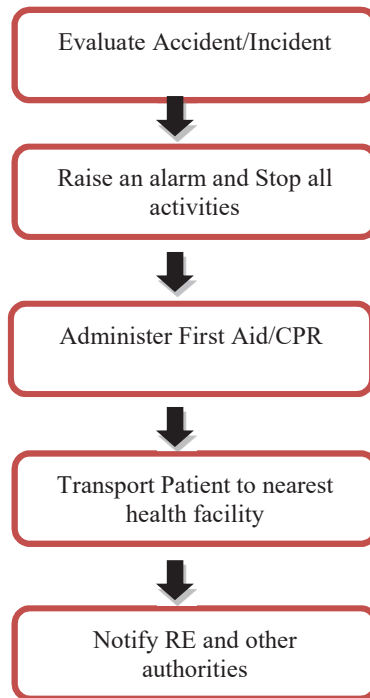 Evaluate Accident/Incident
Raise an alarm and Stop all
activities
Administer First Aid/CPR
Transport Patient to nearest
health facility
Notify RE and other
authorities